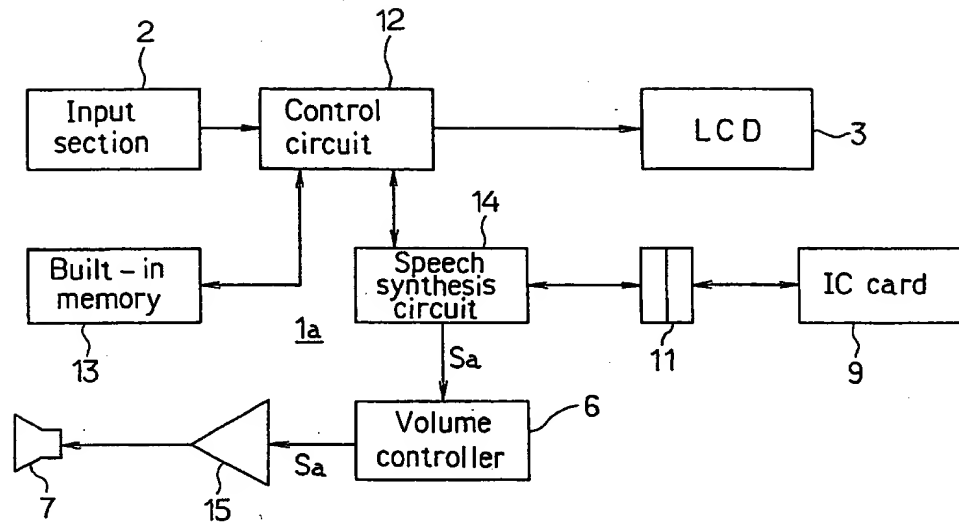 2
12
Input
section
Control
circuit
LCD
3
14
Built-in
memory
Speech
synthesis
circuit
IC card
1a
13
11
9
Sa
6
Volume
controller
Sa
7
15